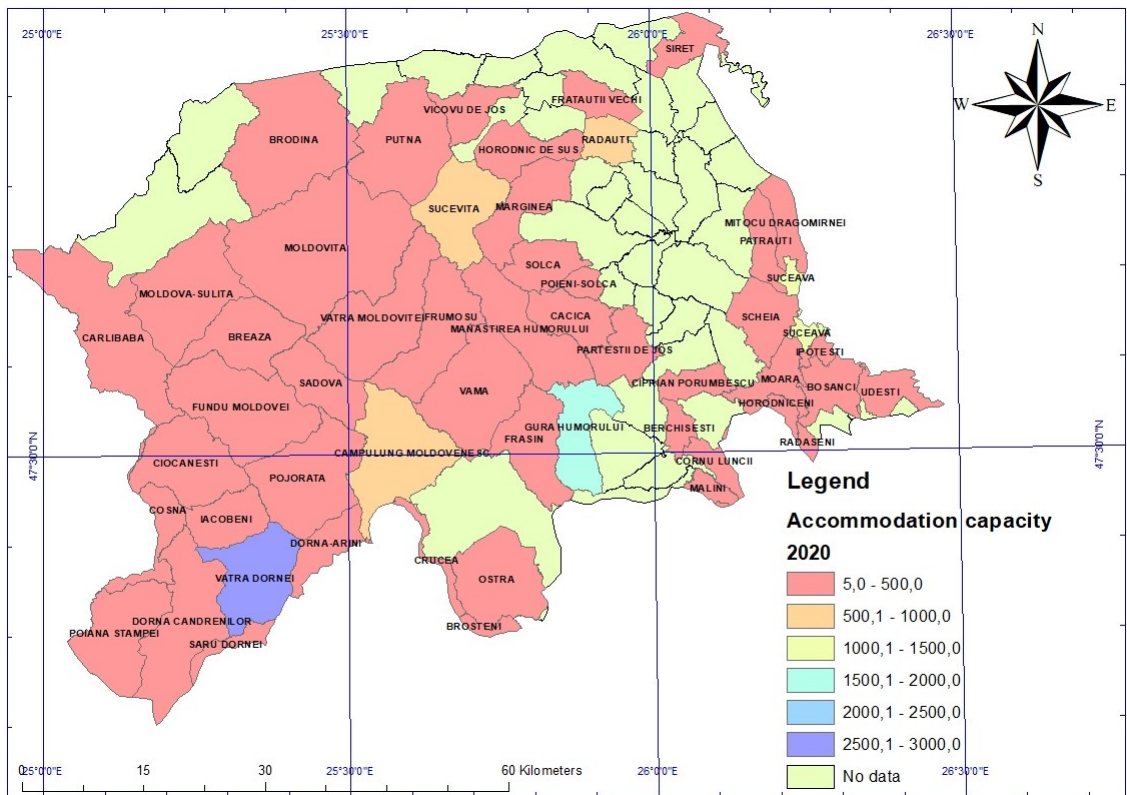 25°0'0"E
25°30'0"E
26°0'0"E
26°30'0"E
N
W
E
S
SIRET
VICOVU DE JOS
FRATAUTII VECHI
BRODINA
PUTNA
RADAUTI
HORODNIC DE SUS
SUCEVITA
MARGINEA
MITOCU DRAGOMIRNEI
PATRAUTI
MOLDOVITA
SOLCA
POIENI-SOLCA
SUCEAVA
MOLDOVA-SULITA
VATRA MOLDOVITEI
FRUMOSU
CACICA
SCHEIA
MANASTIREA HUMORULUI
CARLIBABA
BREAZA
SUCEAVA
PARTESTII DE JOS
IPOTESTI
SADOVA
VAMA
CIPRIAN PORUMBESCU
MOARA
BOSANCI
UDESTI
FUNDU MOLDOVEI
HORODNICENI
GURA HUMORULUI
BERCHISESTI
FRASIN
RADASENI
CAMPULUNG MOLDOVENESC
47°30'0"N
47°30'0"N
CIOCANESTI
CORNU LUNCII
POJORATA
MALINI
COSNA
IACOBENI
DORNA-ARINI
CRUCEA
VATRA DORNEI
OSTRA
DORNA CANDRENILOR
POIANA STAMPEI
BROSTENI
SARU DORNEI
Legend
Accommodation capacity
2020
5,0 - 500,0
500,1 - 1000,0
1000,1 - 1500,0
1500,1 - 2000,0
2000,1 - 2500,0
2500,1 - 3000,0
No data
0 15 30 60 Kilometers
25°0'0"E
25°30'0"E
26°0'0"E
26°30'0"E